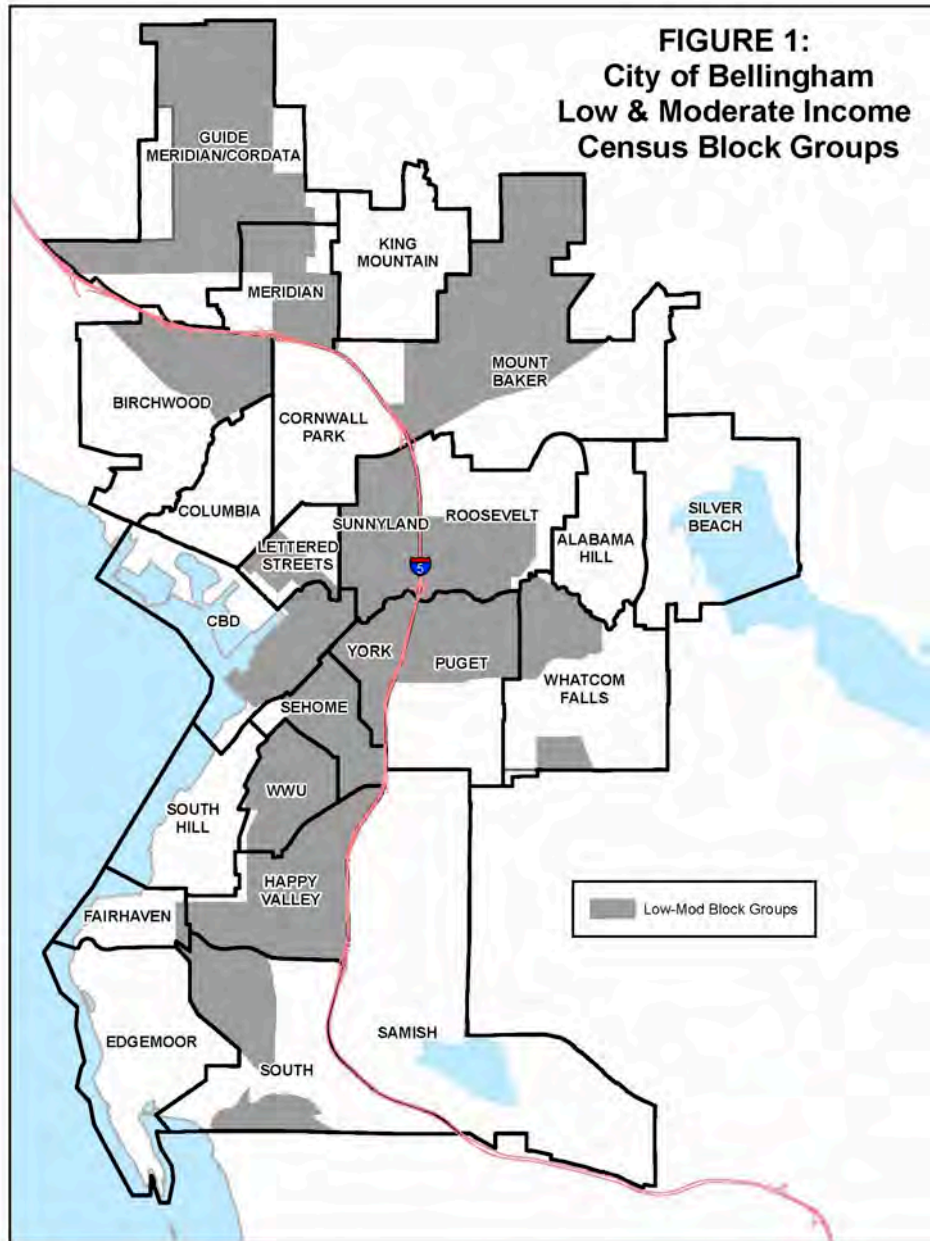 FIGURE 1:
City of Bellingham
Low & Moderate Income
Census Block Groups
GUIDE
MERIDIAN/CORDATA
KING
MOUNTAIN
MERIDIAN
MOUNT
BAKER
BIRCHWOOD
CORNWALL
PARK
COLUMBIA
SUNNYLAND
ROOSEVELT
SILVER
BEACH
LETTERED
STREETS
ALABAMA
HILL
5
CBD
YORK
PUGET
WHATCOM
FALLS
SEHOME
WWU
SOUTH
HILL
HAPPY
VALLEY
FAIRHAVEN
Low-Mod Block Groups
EDGEMOOR
SAMISH
SOUTH